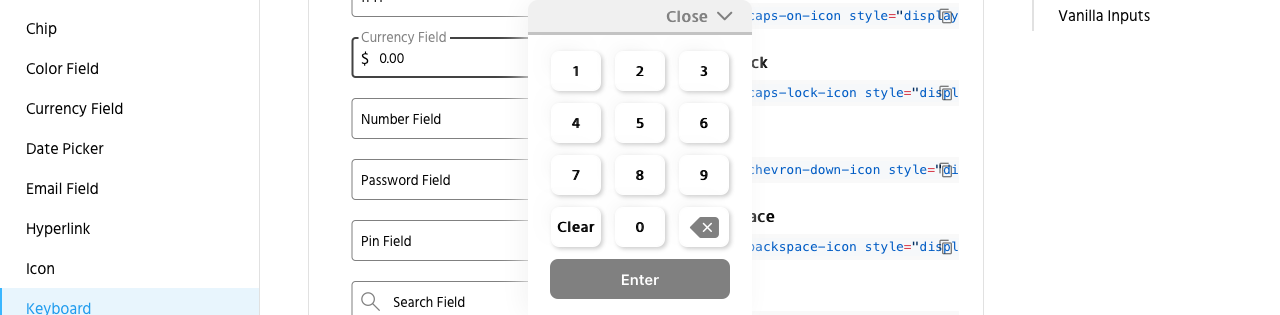 Chip
Color Field
Currency Field
Date Picker
Email Field
Hyperlink
Icon
Keyboard
Currency Field
$ 0.00
Number Field
Password Field
Pin Field
Search Field
Close
1 2 3
4 5 6
7 8 9
Clear 0
Enter
caps-on-icon style="display
ck
caps-lock-icon style="displ
chevron-down-icon style="di
ace
backspace-icon style="displ
Vanilla Inputs